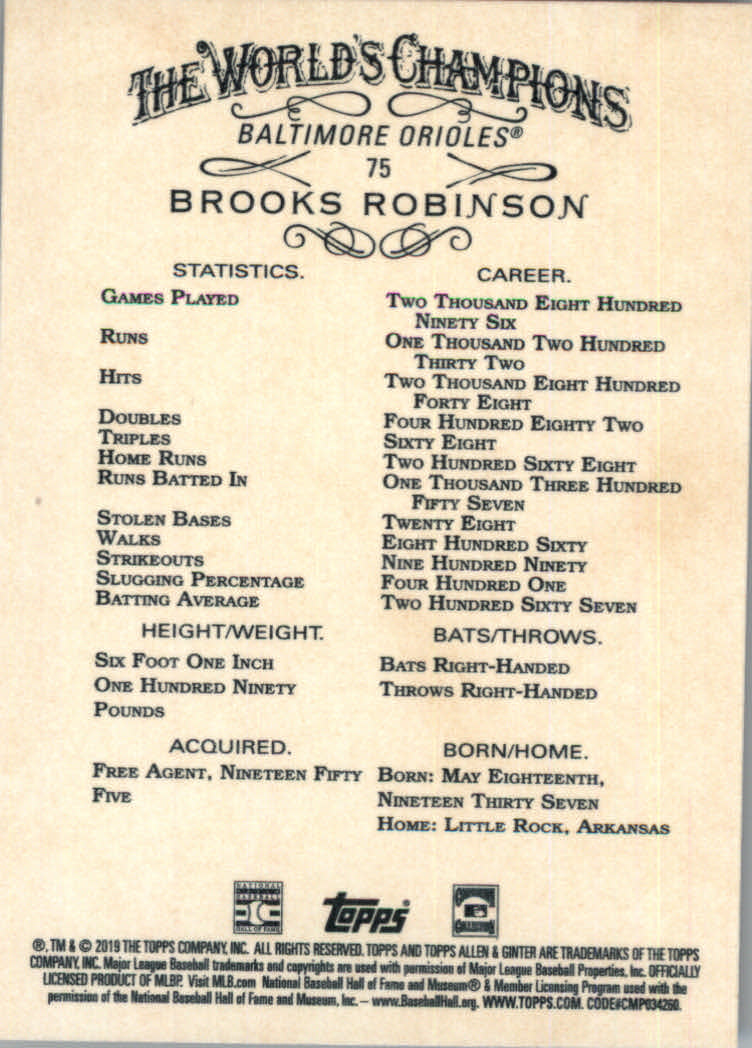 THE WORLD'S CHAMPIONS
BALTIMORE ORIOLES®
75
BROOKS ROBINSON
STATISTICS. CAREER.
GAMES PLAYED TWO THOUSAND EIGHT HUNDRED
NINETY SIX
RUNS ONE THOUSAND TWO HUNDRED
THIRTY TWO
HITS TWO THOUSAND EIGHT HUNDRED
FORTY EIGHT
DOUBLES FOUR HUNDRED EIGHTY TWO
TRIPLES SIXTY EIGHT
HOME RUNS TWO HUNDRED SIXTY EIGHT
RUNS BATTED IN ONE THOUSAND THREE HUNDRED
FIFTY SEVEN
STOLEN BASES TWENTY EIGHT
WALKS EIGHT HUNDRED SIXTY
STRIKEOUTS NINE HUNDRED NINETY
SLUGGING PERCENTAGE FOUR HUNDRED ONE
BATTING AVERAGE TWO HUNDRED SIXTY SEVEN
HEIGHT/WEIGHT. BATS/THROWS.
SIX FOOT ONE INCH BATS RIGHT-HANDED
ONE HUNDRED NINETY THROWS RIGHT-HANDED
POUNDS
ACQUIRED. BORN/HOME.
FREE AGENT, NINETEEN FIFTY BORN: MAY EIGHTEENTH,
FIVE NINETEEN THIRTY SEVEN
HOME: LITTLE ROCK, ARKANSAS
NATIONAL
BASEBALL
HALL OF FAME
topps®
®, TM & © 2019 THE TOPPS COMPANY, INC. ALL RIGHTS RESERVED. TOPPS AND TOPPS ALLEN & GINTER ARE TRADEMARKS OF THE TOPPS
COMPANY, INC. Major League Baseball trademarks and copyrights are used with permission of Major League Baseball Properties, Inc. OFFICIALLY
LICENSED PRODUCT OF MLBP. Visit MLB.com National Baseball Hall of Fame and Museum® & Member Licensing Program used with the
permission of the National Baseball Hall of Fame and Museum, Inc. – www.BaseballHall.org. WWW.TOPPS.COM. CODE#CMP034260.